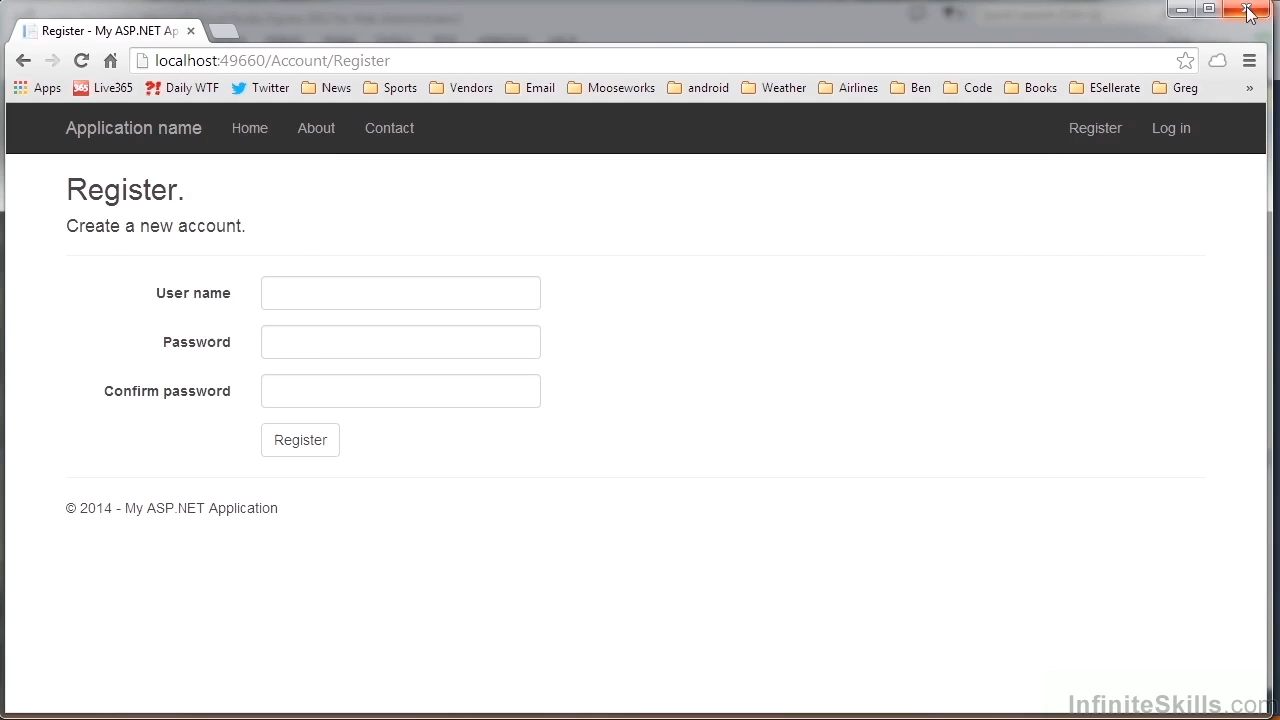 Register - My ASP.NET Ap
localhost:49660/Account/Register
Apps Live365 Daily WTF Twitter News Sports Vendors Email Mooseworks android Weather Airlines Ben Code Books ESellerate Greg »
Application name Home About Contact Register Log in
Register.
Create a new account.
User name
Password
Confirm password
Register
© 2014 - My ASP.NET Application
InfiniteSkills.com